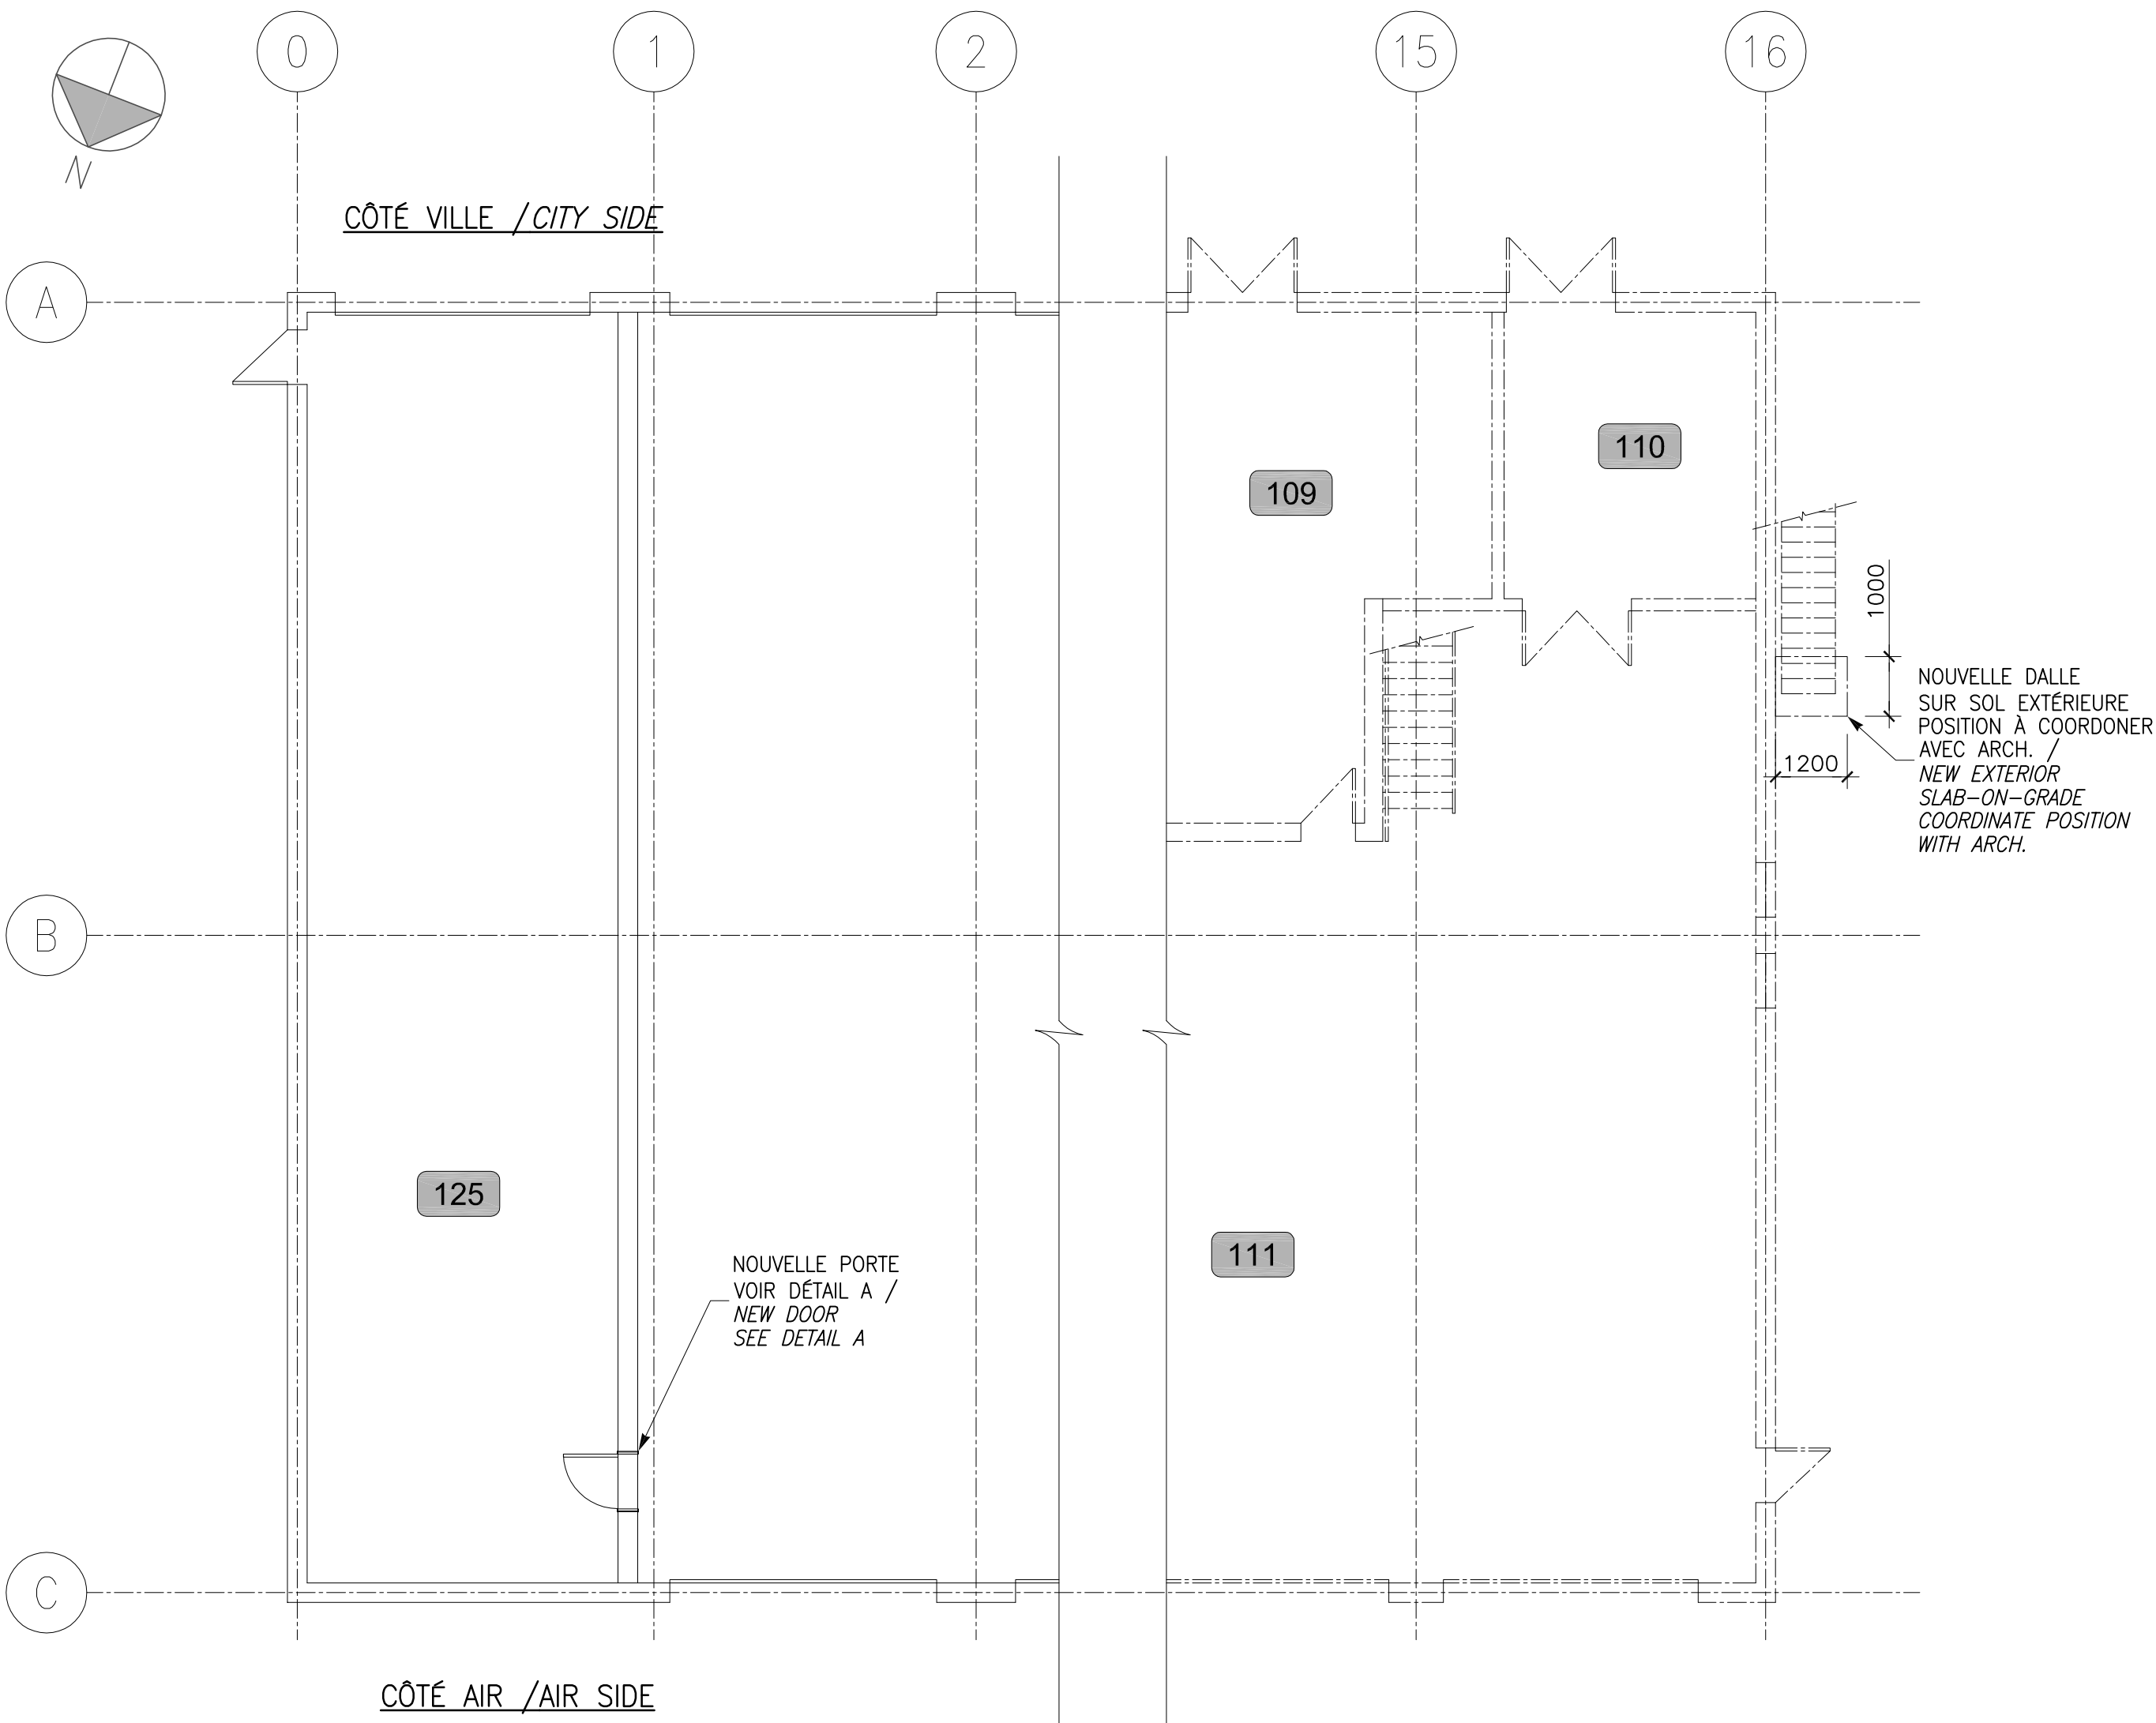 0
1
2
15
16
N
CÔTÉ VILLE /CITY SIDE
A
110
109
1000
NOUVELLE DALLE
SUR SOL EXTÉRIEURE
POSITION À COORDONER
AVEC ARCH. /
NEW EXTERIOR
SLAB-ON-GRADE
COORDINATE POSITION
WITH ARCH.
1200
B
125
111
NOUVELLE PORTE
VOIR DÉTAIL A /
NEW DOOR
SEE DETAIL A
C
CÔTÉ AIR /AIR SIDE